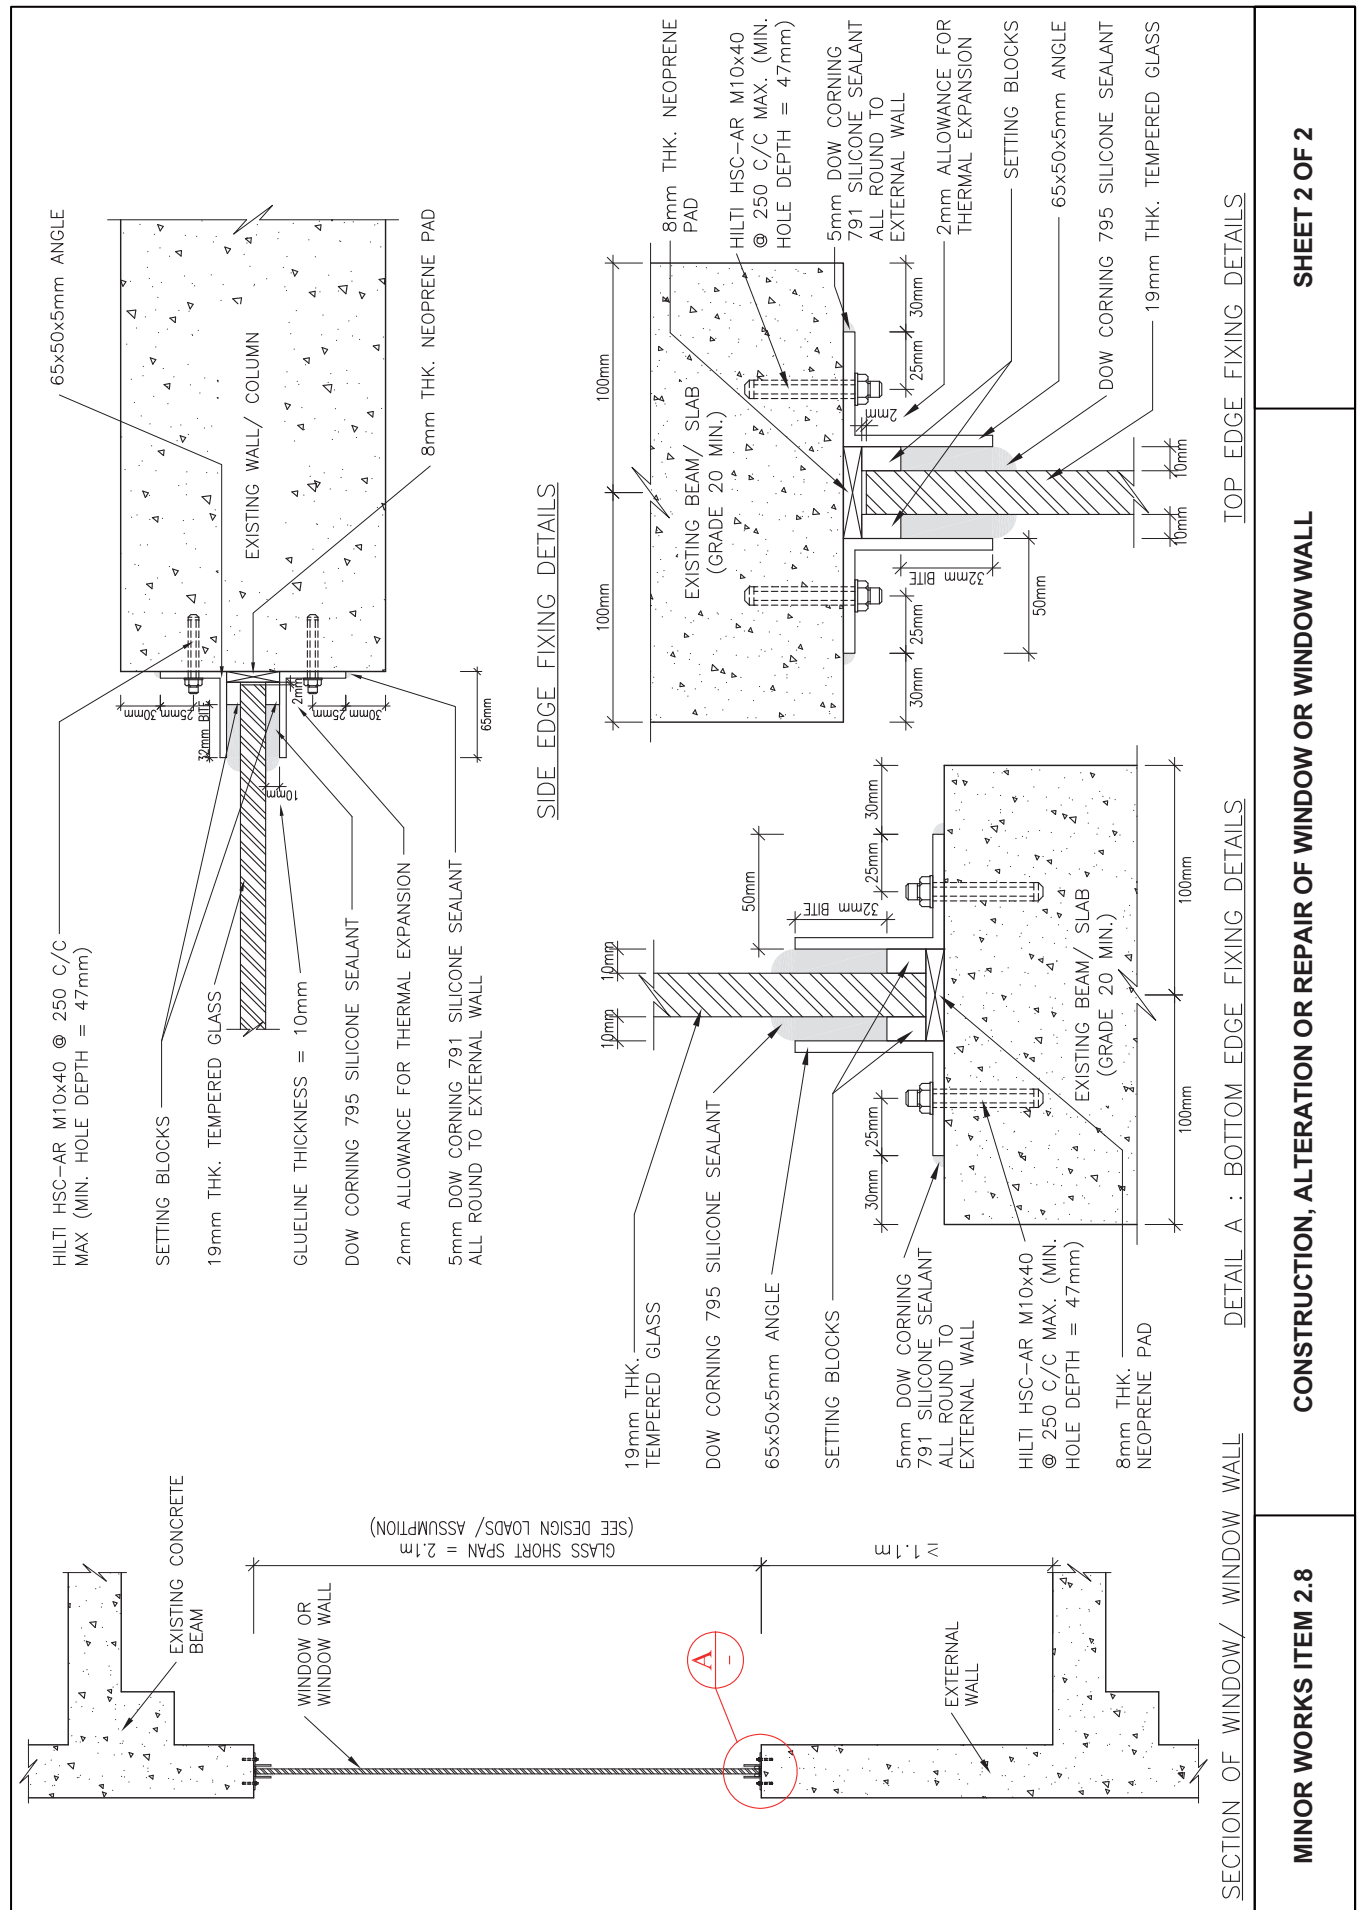 EXISTING CONCRETE
BEAM
WINDOW OR
WINDOW WALL
GLASS SHORT SPAN = 2.1m
(SEE DESIGN LOADS/ ASSUMPTION)
A
-
≥ 1.1m
EXTERNAL
WALL
SECTION OF WINDOW/ WINDOW WALL
HILTI HSC-AR M10x40 @ 250 C/C
MAX (MIN. HOLE DEPTH = 47mm)
SETTING BLOCKS
19mm THK. TEMPERED GLASS
GLUELINE THICKNESS = 10mm
DOW CORNING 795 SILICONE SEALANT
2mm ALLOWANCE FOR THERMAL EXPANSION
5mm DOW CORNING 791 SILICONE SEALANT
ALL ROUND TO EXTERNAL WALL
65x50x5mm ANGLE
EXISTING WALL/ COLUMN
8mm THK. NEOPRENE PAD
30mm
25mm
32mm BITE
10mm
2mm
25mm
30mm
65mm
SIDE EDGE FIXING DETAILS
19mm THK.
TEMPERED GLASS
DOW CORNING 795 SILICONE SEALANT
65x50x5mm ANGLE
SETTING BLOCKS
5mm DOW CORNING
791 SILICONE SEALANT
ALL ROUND TO
EXTERNAL WALL
HILTI HSC-AR M10x40
@ 250 C/C MAX. (MIN.
HOLE DEPTH = 47mm)
8mm THK.
NEOPRENE PAD
10mm
10mm
50mm
32mm BITE
25mm
30mm
25mm
30mm
EXISTING BEAM/ SLAB
(GRADE 20 MIN.)
100mm
100mm
DETAIL A : BOTTOM EDGE FIXING DETAILS
100mm
100mm
EXISTING BEAM/ SLAB
(GRADE 20 MIN.)
8mm THK. NEOPRENE
PAD
HILTI HSC-AR M10x40
@ 250 C/C MAX. (MIN.
HOLE DEPTH = 47mm)
5mm DOW CORNING
791 SILICONE SEALANT
ALL ROUND TO
EXTERNAL WALL
2mm ALLOWANCE FOR
THERMAL EXPANSION
SETTING BLOCKS
65x50x5mm ANGLE
DOW CORNING 795 SILICONE SEALANT
19mm THK. TEMPERED GLASS
30mm
25mm
2mm
32mm BITE
25mm
30mm
50mm
10mm
10mm
TOP EDGE FIXING DETAILS
MINOR WORKS ITEM 2.8
CONSTRUCTION, ALTERATION OR REPAIR OF WINDOW OR WINDOW WALL
SHEET 2 OF 2